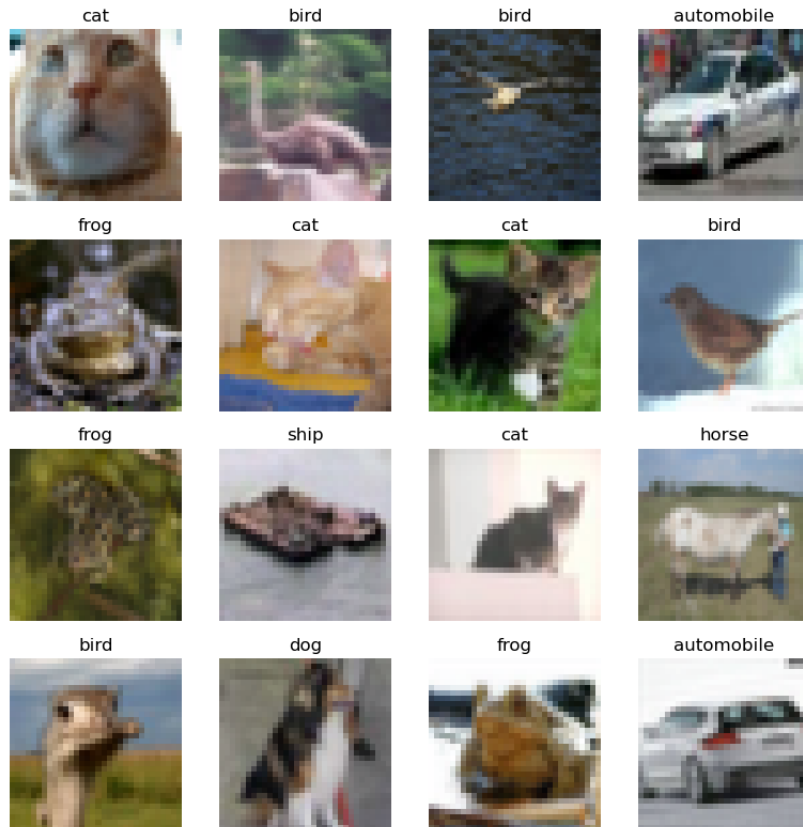 cat bird bird automobile
frog cat cat bird
frog ship cat horse
bird dog frog automobile